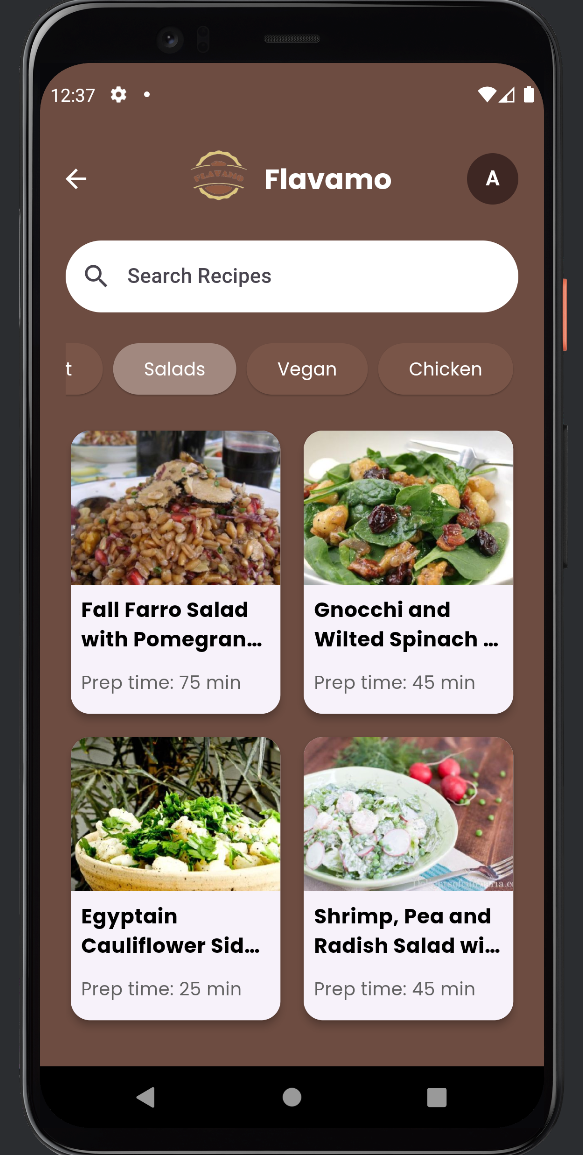 12:37
FLAVAMO
Flavamo
A
Search Recipes
t
Salads
Vegan
Chicken
Fall Farro Salad
with Pomegran...
Prep time: 75 min
Gnocchi and
Wilted Spinach ...
Prep time: 45 min
Egyptain
Cauliflower Sid...
Prep time: 25 min
Shrimp, Pea and
Radish Salad wi...
Prep time: 45 min